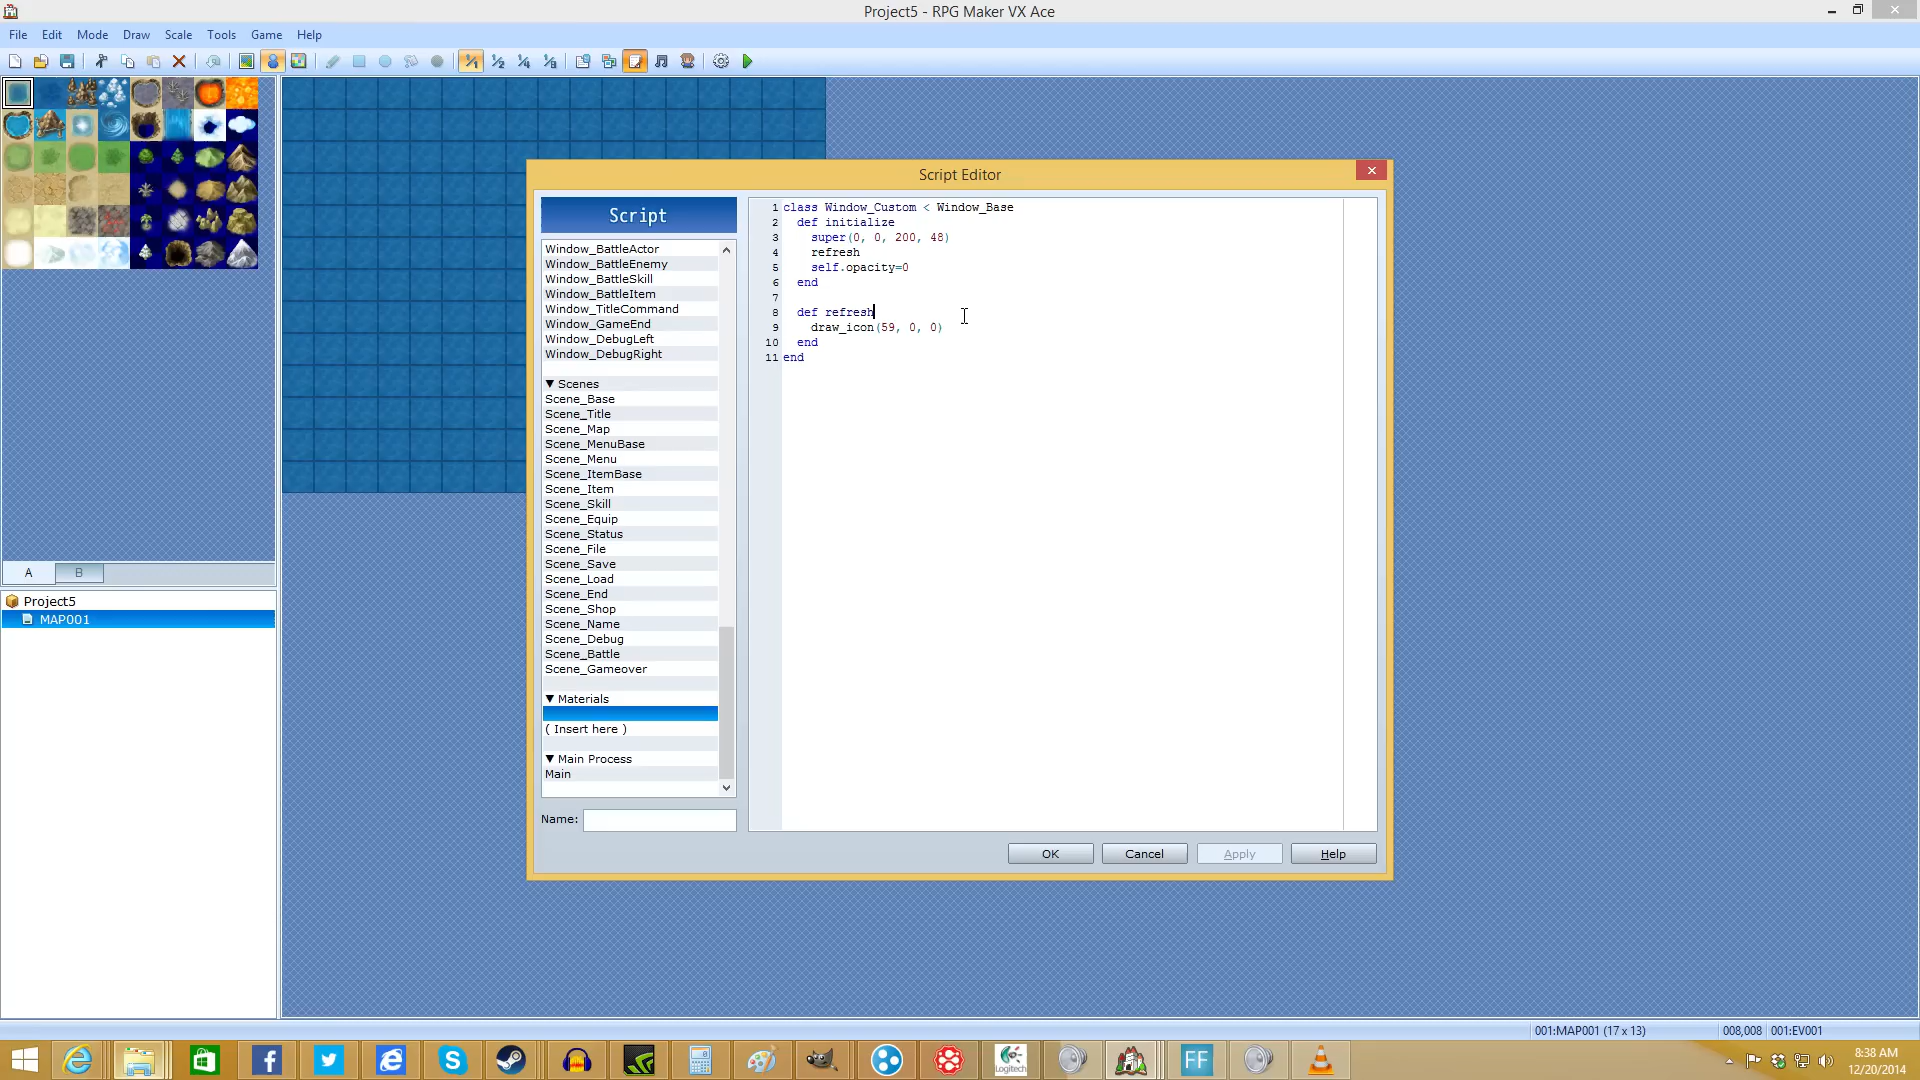 Project5 - RPG Maker VX Ace
File Edit Mode Draw Scale Tools Game Help
Script Editor
Script
Window_BattleActor
Window_BattleEnemy
Window_BattleSkill
Window_BattleItem
Window_TitleCommand
Window_GameEnd
Window_DebugLeft
Window_DebugRight
▼ Scenes
Scene_Base
Scene_Title
Scene_Map
Scene_MenuBase
Scene_Menu
Scene_ItemBase
Scene_Item
Scene_Skill
Scene_Equip
Scene_Status
Scene_File
Scene_Save
Scene_Load
Scene_End
Scene_Shop
Scene_Name
Scene_Debug
Scene_Battle
Scene_Gameover
▼ Materials
( Insert here )
▼ Main Process
Main
Name:
1 class Window_Custom < Window_Base
2 def initialize
3 super(0, 0, 200, 48)
4 refresh
5 self.opacity=0
6 end
7
8 def refresh
9 draw_icon(59, 0, 0)
10 end
11 end
OK Cancel Apply Help
A B
Project5
MAP001
001:MAP001 (17 x 13) 008,008 001:EV001
Logitech
FF
8:38 AM
12/20/2014